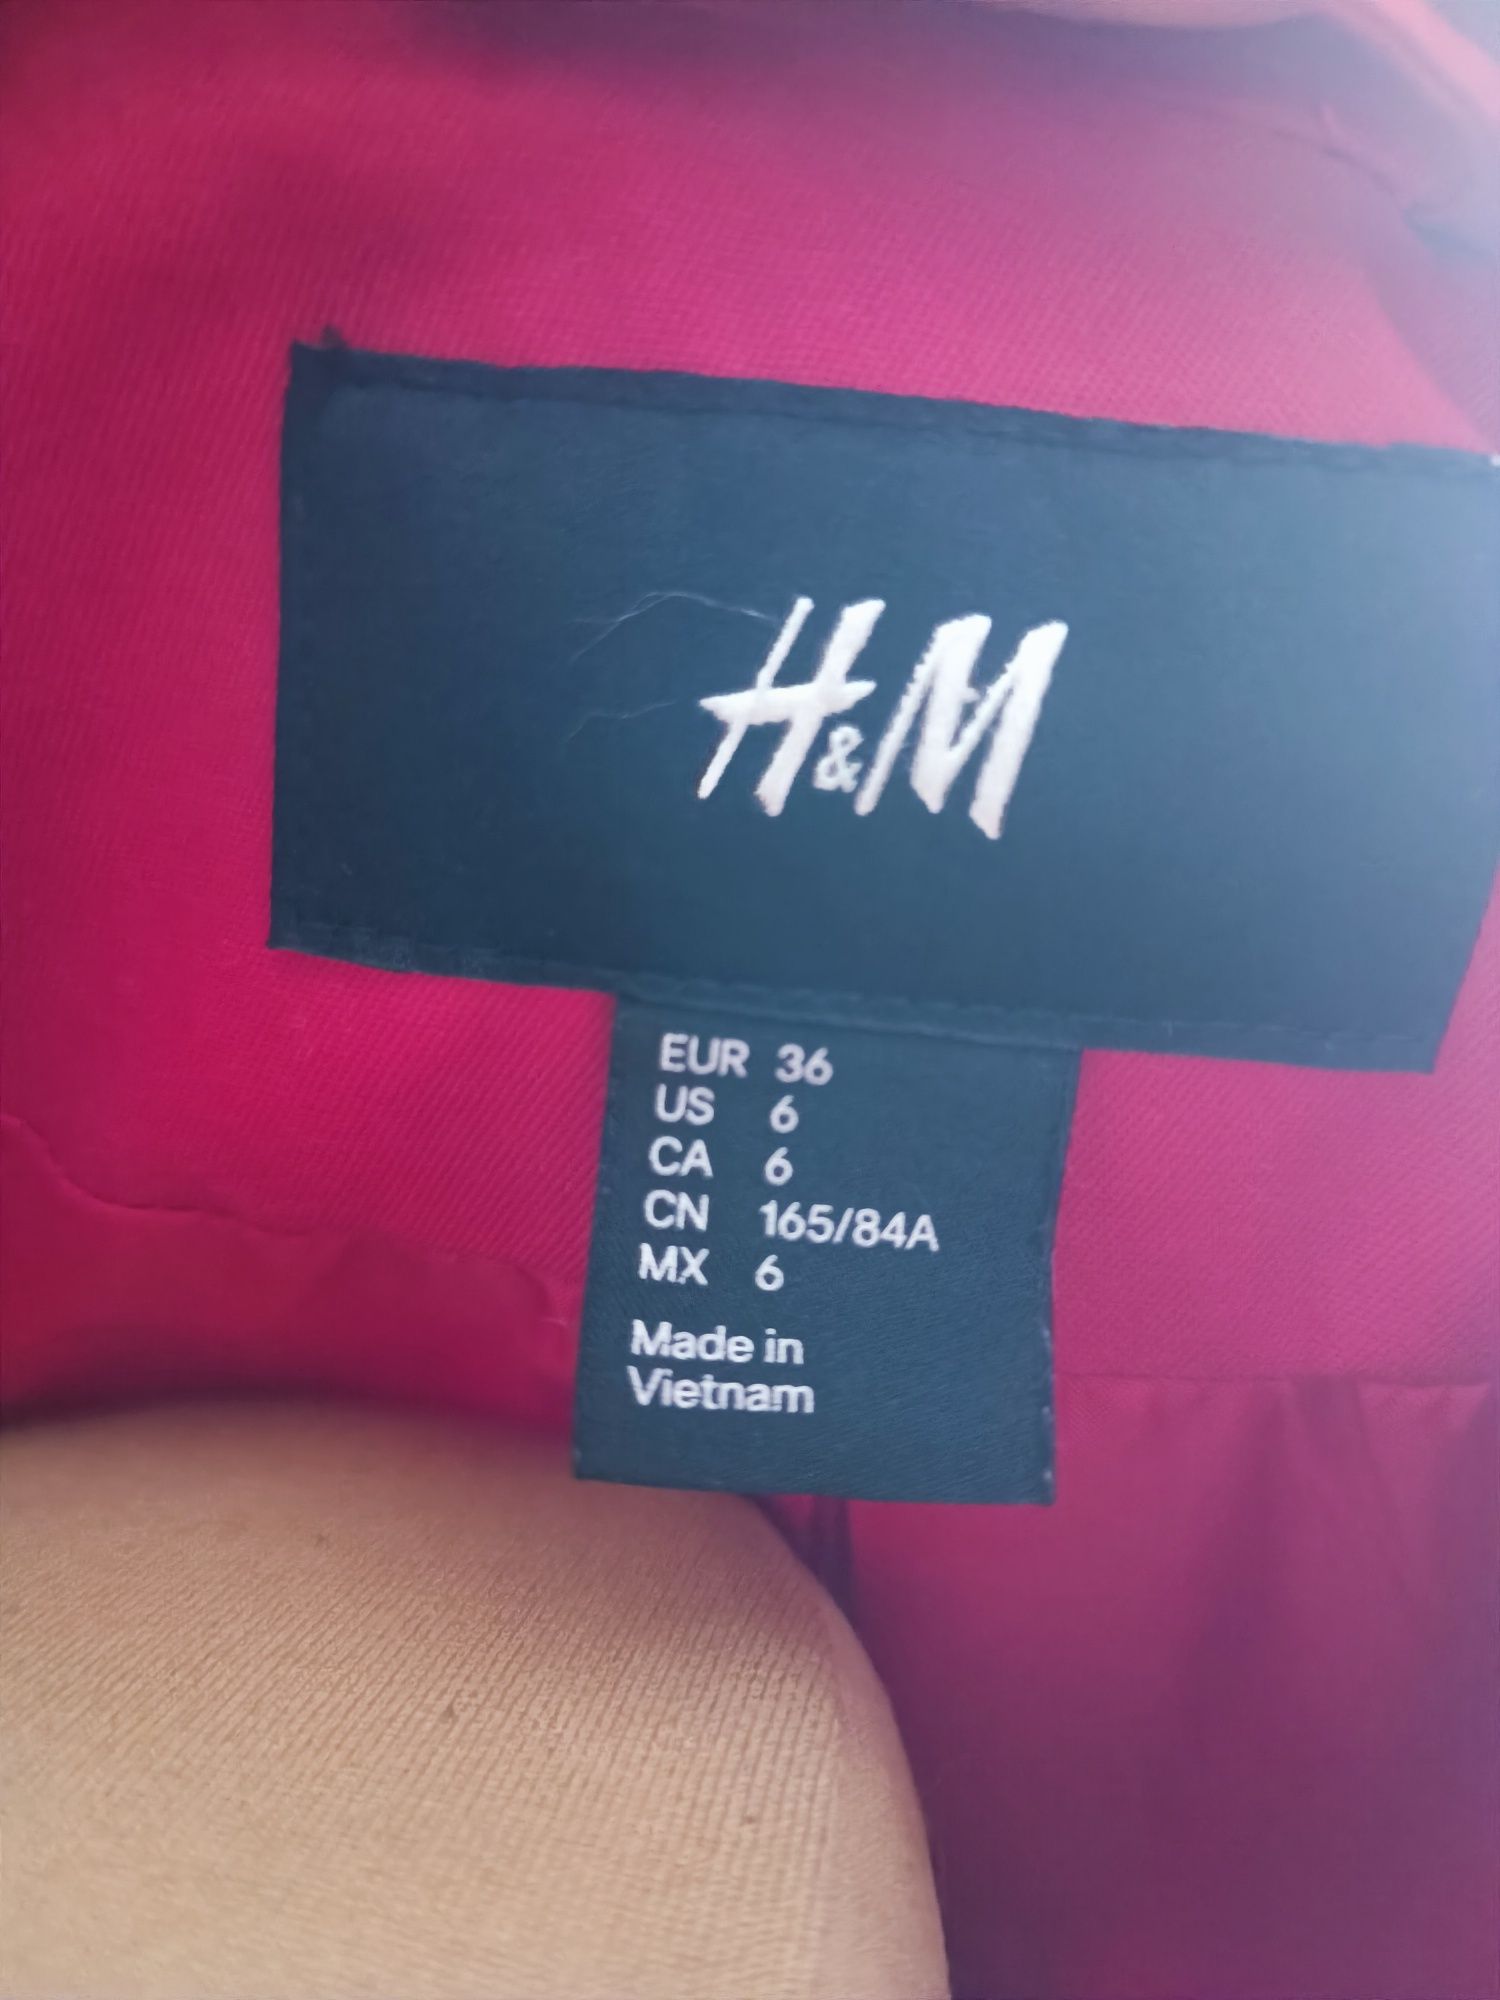 H&M
EUR 36
US 6
CA 6
CN 165/84A
MX 6
Made in
Vietnam